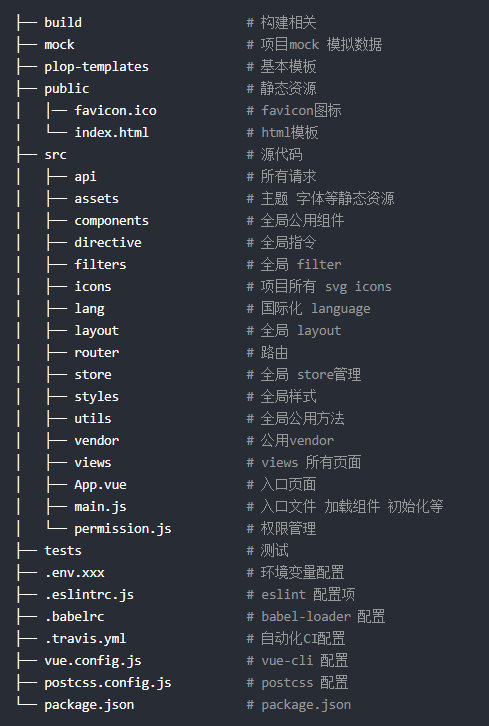 ├── build                      # 构建相关
├── mock                       # 项目mock 模拟数据
├── plop-templates             # 基本模板
├── public                     # 静态资源
│   ├── favicon.ico            # favicon图标
│   └── index.html             # html模板
├── src                        # 源代码
│   ├── api                    # 所有请求
│   ├── assets                 # 主题 字体等静态资源
│   ├── components             # 全局公用组件
│   ├── directive              # 全局指令
│   ├── filters                # 全局 filter
│   ├── icons                  # 项目所有 svg icons
│   ├── lang                   # 国际化 language
│   ├── layout                 # 全局 layout
│   ├── router                 # 路由
│   ├── store                  # 全局 store管理
│   ├── styles                 # 全局样式
│   ├── utils                  # 全局公用方法
│   ├── vendor                 # 公用vendor
│   ├── views                  # views 所有页面
│   ├── App.vue                # 入口页面
│   ├── main.js                # 入口文件 加载组件 初始化等
│   └── permission.js          # 权限管理
├── tests                      # 测试
├── .env.xxx                   # 环境变量配置
├── .eslintrc.js               # eslint 配置项
├── .babelrc                   # babel-loader 配置
├── .travis.yml                # 自动化CI配置
├── vue.config.js              # vue-cli 配置
├── postcss.config.js          # postcss 配置
└── package.json               # package.json